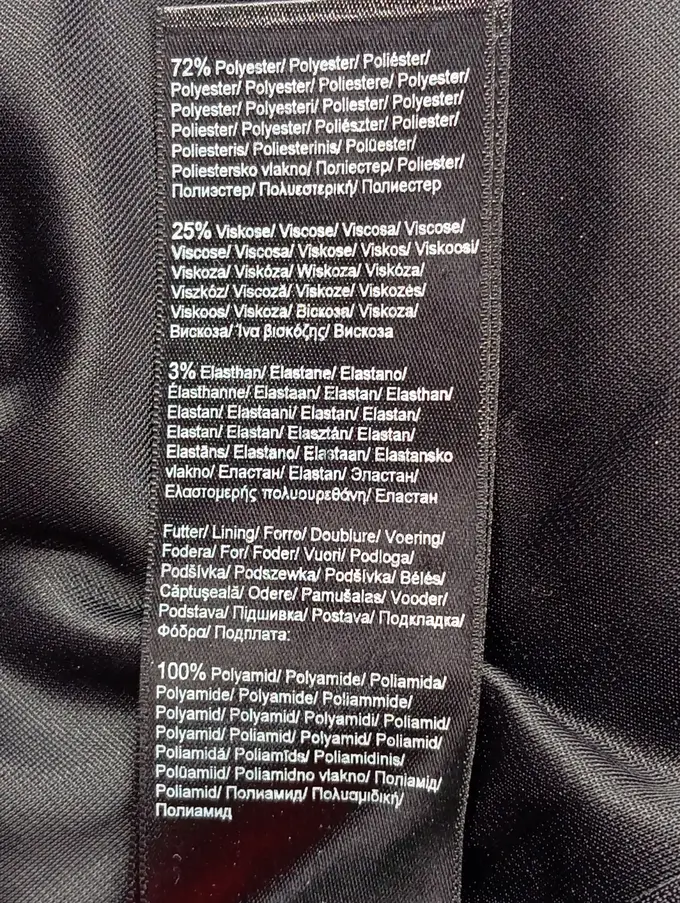 72% Polyester/ Polyester/ Poliéster/
Polyester/ Polyester/ Poliestere/ Polyester/
Polyester/ Polyesteri/ Poliester/ Polyester/
Poliester/ Polyester/ Poliészter/ Poliester/
Poliesteris/ Poliesterinis/ Polüester/
Poliestersko vlakno/ Поліестер/ Poliester/
Полиэстер/ Πολυεστερική/ Полиестер
25% Viskose/ Viscose/ Viscosa/ Viscose/
Viscose/ Viscosa/ Viskose/ Viskos/ Viskoosi/
Viskoza/ Viskóza/ Wiskoza/ Viskóza/
Viszkóz/ Viscoză/ Viskoze/ Viskozės/
Viskoos/ Viskoza/ Віскоза/ Viskoza/
Вискоза/ Ίνα βισκόζης/ Вискоза
3% Elasthan/ Elastane/ Elastano/
Élasthanne/ Elastaan/ Elastan/ Elasthan/
Elastan/ Elastaani/ Elastan/ Elastan/
Elastan/ Elastan/ Elasztán/ Elastan/
Elastāns/ Elastano/ Elastaan/ Elastansko
vlakno/ Еластан/ Elastan/ Эластан/
Ελαστομερής πολυουρεθάνη/ Еластан
Futter/ Lining/ Forro/ Doublure/ Voering/
Fodera/ For/ Foder/ Vuori/ Podloga/
Podšívka/ Podszewka/ Podšívka/ Bélés/
Căptuşeală/ Odere/ Pamušalas/ Vooder/
Podstava/ Підшивка/ Postava/ Подкладка/
Φόδρα/ Подплата:
100% Polyamid/ Polyamide/ Poliamida/
Polyamide/ Polyamide/ Poliammide/
Polyamid/ Polyamid/ Polyamidi/ Poliamid/
Polyamid/ Poliamid/ Polyamid/ Poliamid/
Poliamidă/ Poliamīds/ Poliamidinis/
Polüamiid/ Poliamidno vlakno/ Поліамід/
Poliamid/ Полиамид/ Πολυαμιδική/
Полиамид